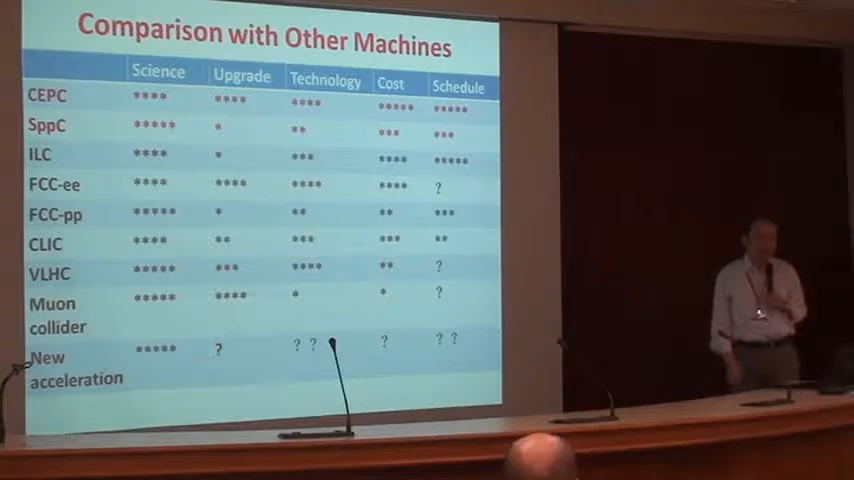 Comparison with Other Machines
Science Upgrade Technology Cost Schedule
CEPC **** **** **** ***** *****
SppC ***** * ** *** ***
ILC **** * *** **** *****
FCC-ee **** **** **** **** ?
FCC-pp ***** * ** ** ***
CLIC **** ** *** *** **
VLHC ***** *** **** ** ?
Muon collider ***** **** * * ?
New acceleration ***** ? ? ? ? ? ?